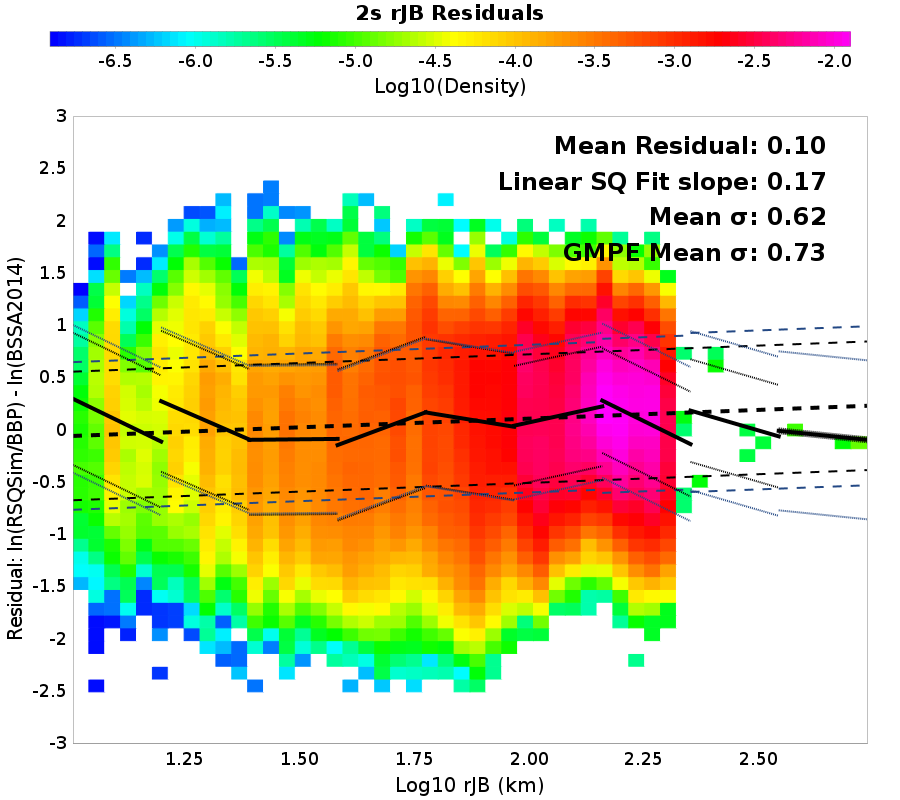 2s rJB Residuals
-6.5 -6.0 -5.5 -5.0 -4.5 -4.0 -3.5 -3.0 -2.5 -2.0
Log10(Density)
Mean Residual: 0.10
Linear SQ Fit slope: 0.17
Mean σ: 0.62
GMPE Mean σ: 0.73
Residual: ln(RSQSim/BBP) - ln(BSSA2014)
3
2.5
2
1.5
1
0.5
0
-0.5
-1
-1.5
-2
-2.5
-3
1.25 1.50 1.75 2.00 2.25 2.50
Log10 rJB (km)